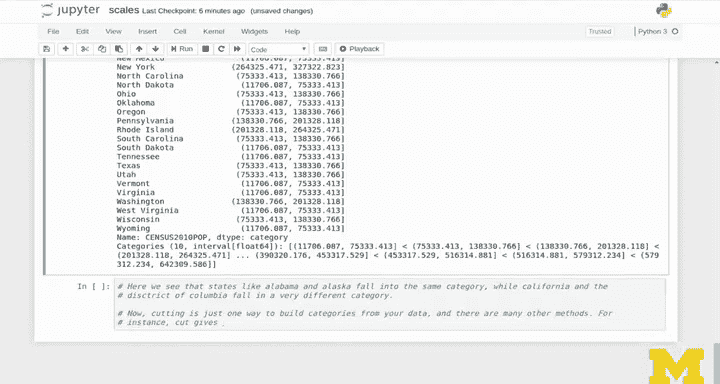 jupyter scales Last Checkpoint: 6 minutes ago (unsaved changes)
File Edit View Insert Cell Kernel Widgets Help Trusted Python 3
Run Code Playback
New Mexico (11706.087, 75333.413]
New York (264325.471, 327322.823]
North Carolina (75333.413, 138330.766]
North Dakota (11706.087, 75333.413]
Ohio (75333.413, 138330.766]
Oklahoma (11706.087, 75333.413]
Oregon (75333.413, 138330.766]
Pennsylvania (138330.766, 201328.118]
Rhode Island (201328.118, 264325.471]
South Carolina (75333.413, 138330.766]
South Dakota (11706.087, 75333.413]
Tennessee (11706.087, 75333.413]
Texas (75333.413, 138330.766]
Utah (75333.413, 138330.766]
Vermont (11706.087, 75333.413]
Virginia (11706.087, 75333.413]
Washington (138330.766, 201328.118]
West Virginia (11706.087, 75333.413]
Wisconsin (75333.413, 138330.766]
Wyoming (11706.087, 75333.413]
Name: CENSUS2010POP, dtype: category
Categories (10, interval[float64]): [(11706.087, 75333.413] < (75333.413, 138330.766] < (138330.766, 201328.118] <
(201328.118, 264325.471] ... (390320.176, 453317.529] < (453317.529, 516314.881] < (516314.881, 579312.234] < (579
312.234, 642309.586]]
In [ ]: # Here we see that states like alabama and alaska fall into the same category, while california and the
# disctrict of columbia fall in a very different category.
# Now, cutting is just one way to build categories from your data, and there are many other methods. For
# instance, cut gives _
M